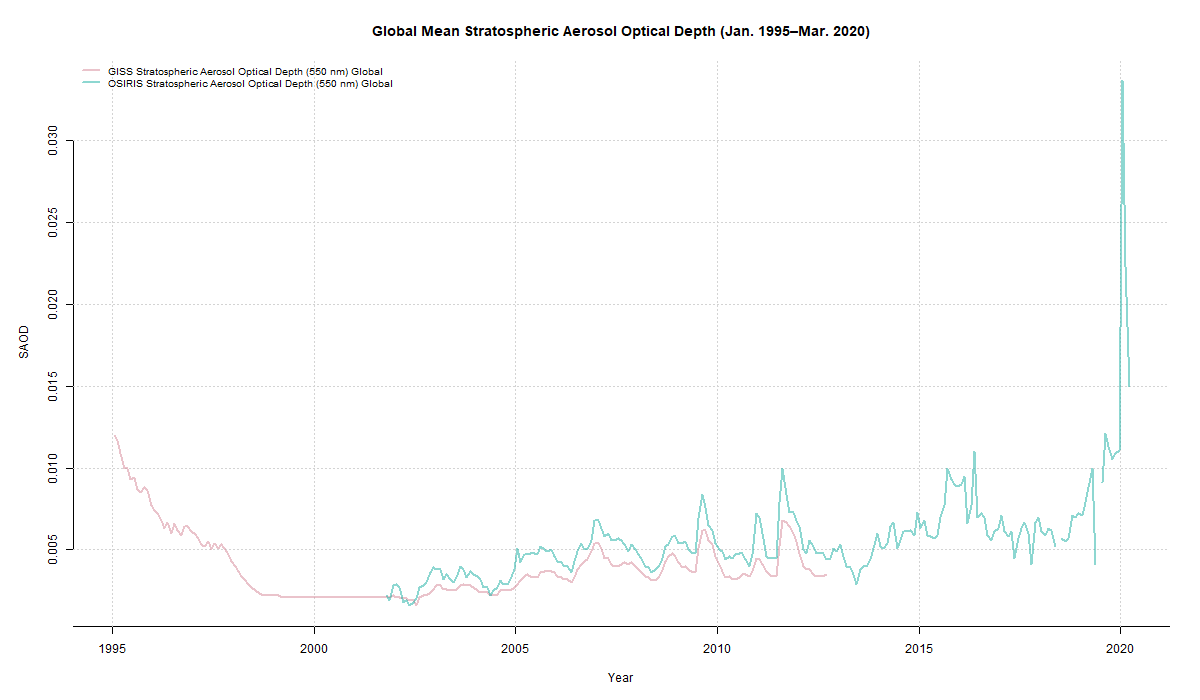 Global Mean Stratospheric Aerosol Optical Depth (Jan. 1995–Mar. 2020)
GISS Stratospheric Aerosol Optical Depth (550 nm) Global
OSIRIS Stratospheric Aerosol Optical Depth (550 nm) Global
0.030
0.025
0.020
0.015
0.010
0.005
SAOD
1995 2000 2005 2010 2015 2020
Year